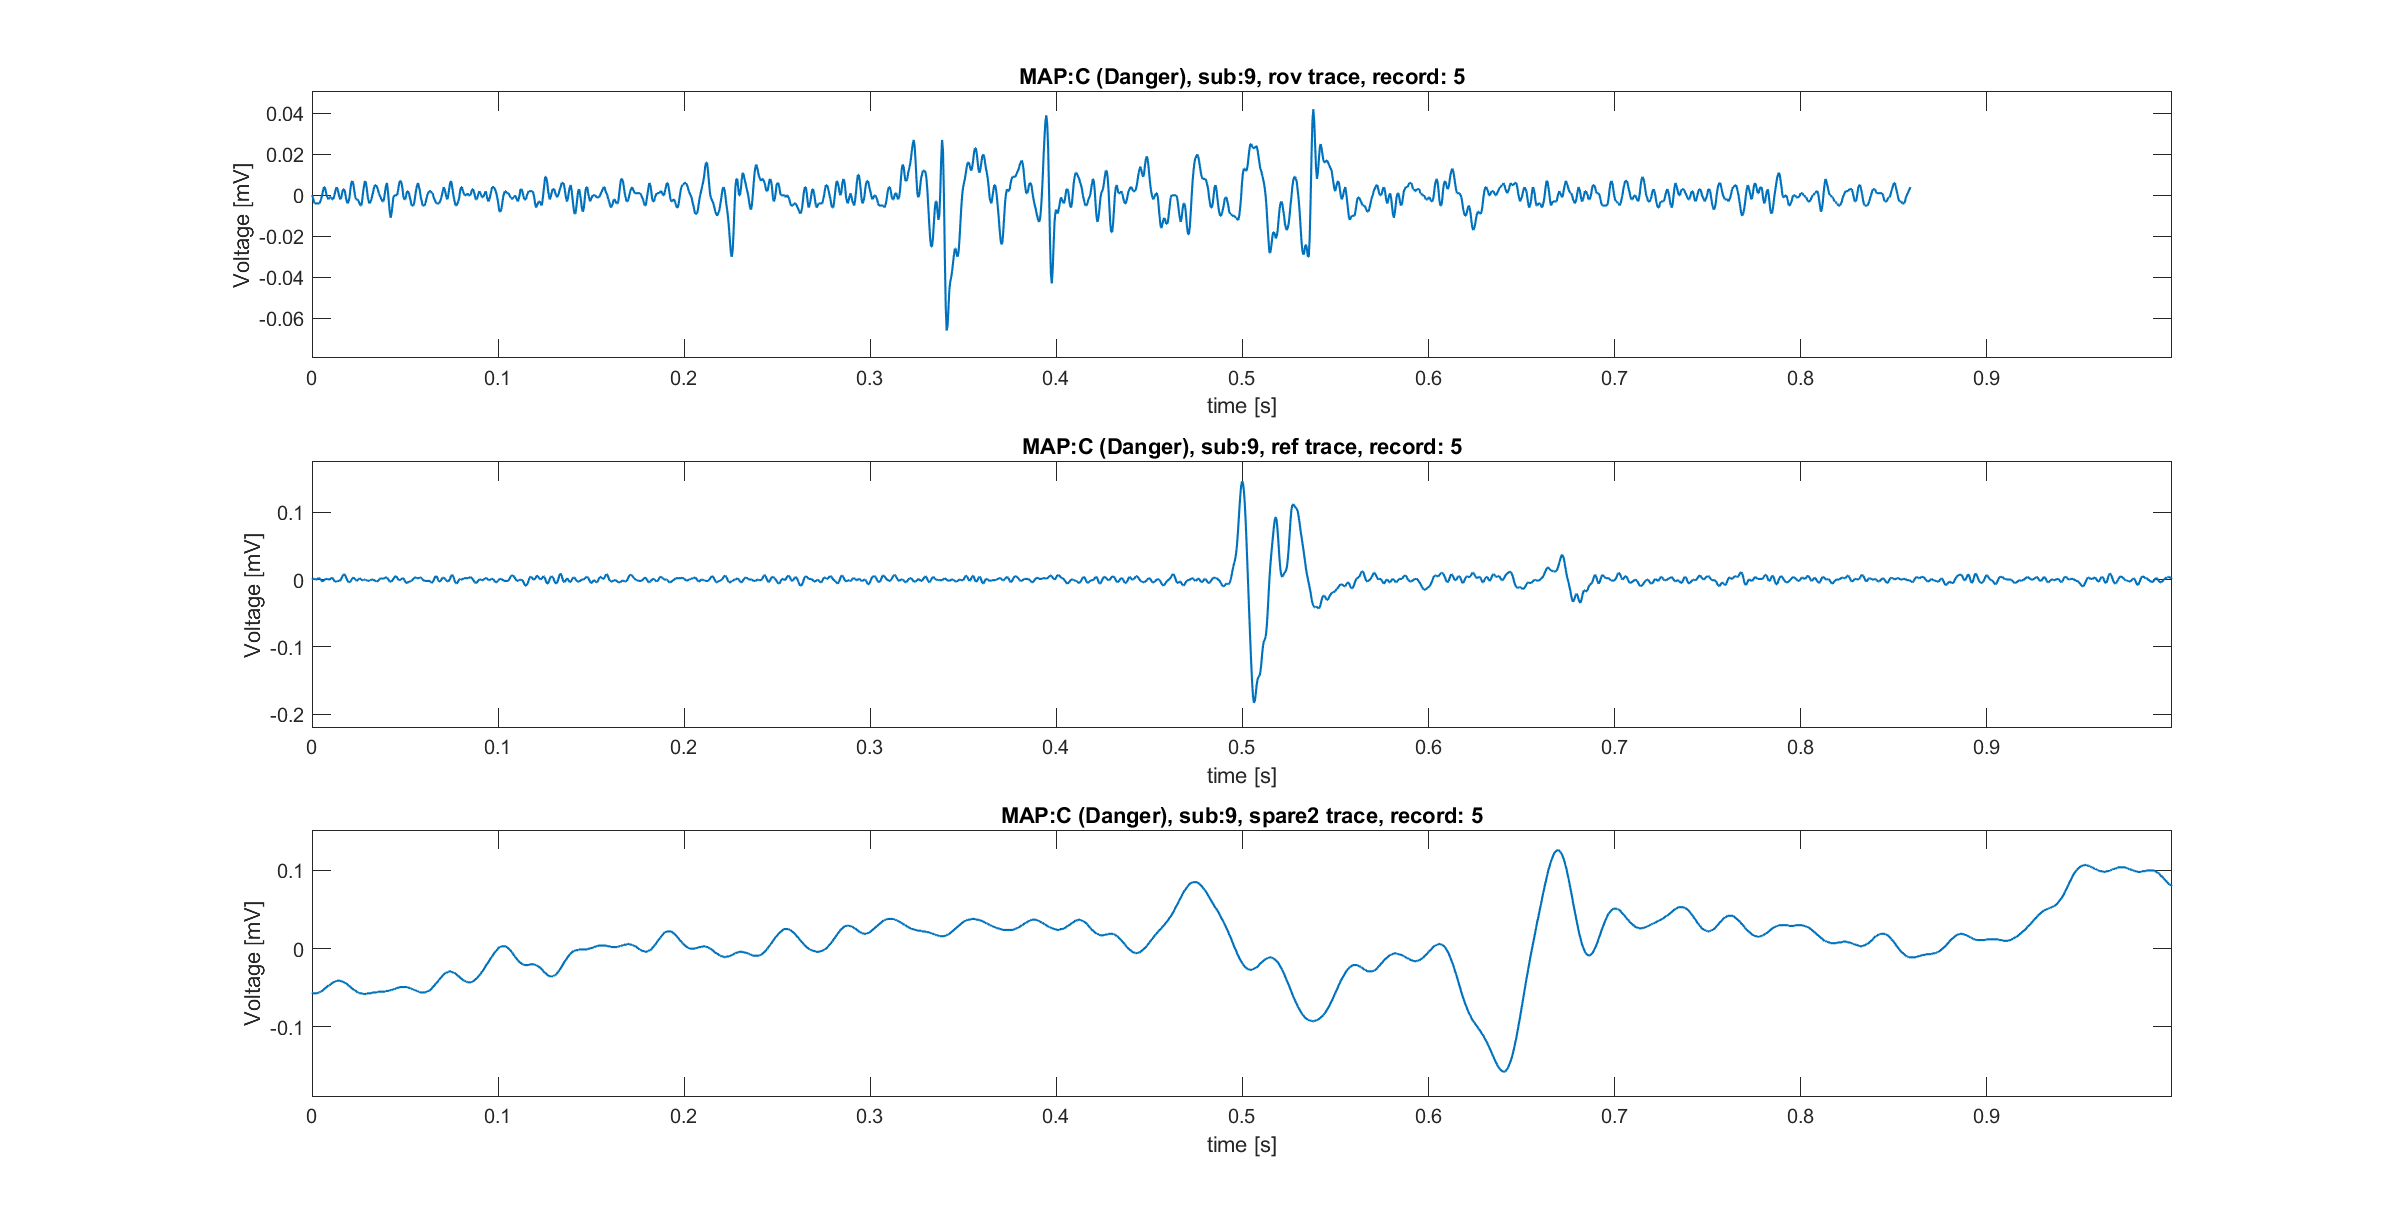 MAP:C (Danger), sub:9, rov trace, record: 5
Voltage [mV]
0.04
0.02
0
-0.02
-0.04
-0.06
0 0.1 0.2 0.3 0.4 0.5 0.6 0.7 0.8 0.9
time [s]
MAP:C (Danger), sub:9, ref trace, record: 5
Voltage [mV]
0.1
0
-0.1
-0.2
0 0.1 0.2 0.3 0.4 0.5 0.6 0.7 0.8 0.9
time [s]
MAP:C (Danger), sub:9, spare2 trace, record: 5
Voltage [mV]
0.1
0
-0.1
0 0.1 0.2 0.3 0.4 0.5 0.6 0.7 0.8 0.9
time [s]